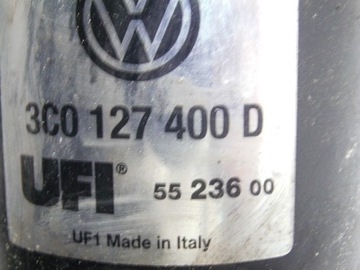 3C0 127 400 D
UFI® 55 236 00
UF1 Made in Italy